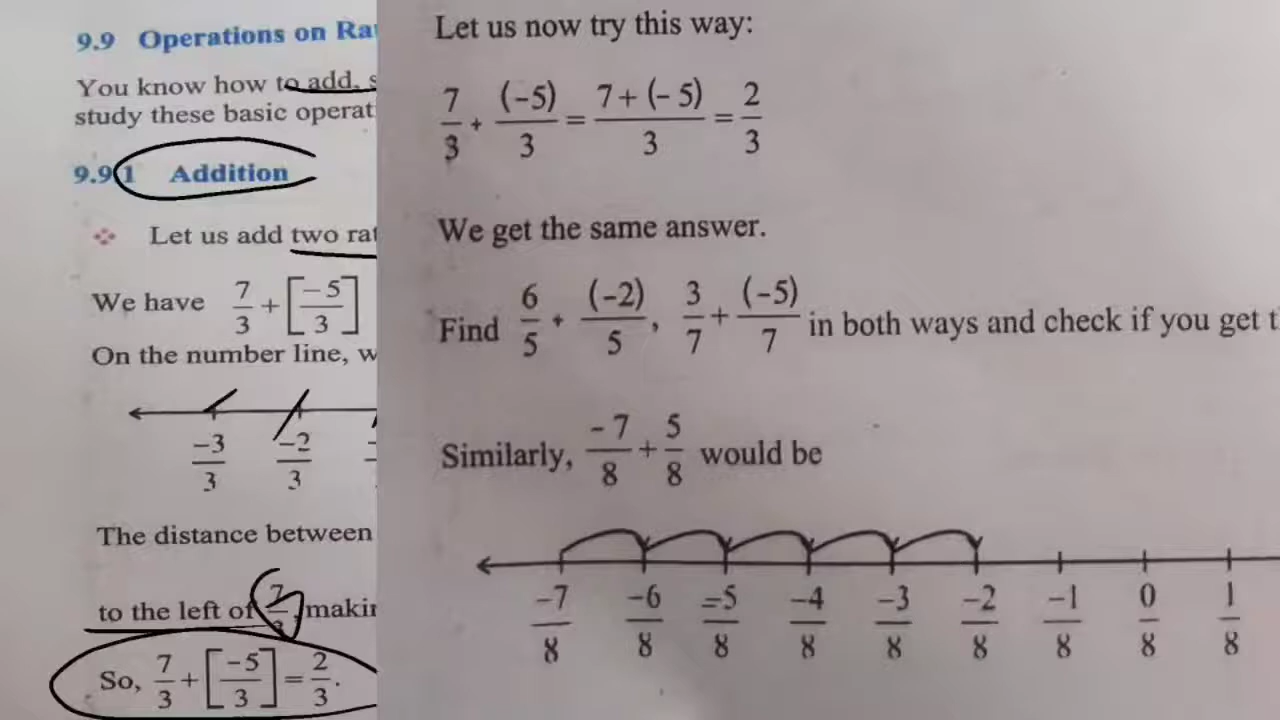 9.9 Operations on Ra
You know how to add, s
study these basic operat
9.9.1 Addition
Let us add two rat
We have 7/3 + [-5/3]
On the number line, w
-3/3 -2/3
The distance between
to the left of 7/3, makin
So, 7/3 + [-5/3] = 2/3.
Let us now try this way:
7/3 + (-5)/3 = 7 + (-5)/3 = 2/3
We get the same answer.
Find 6/5 + (-2)/5, 3/7 + (-5)/7 in both ways and check if you get t
Similarly, -7/8 + 5/8 would be
-7/8 -6/8 -5/8 -4/8 -3/8 -2/8 -1/8 0/8 1/8